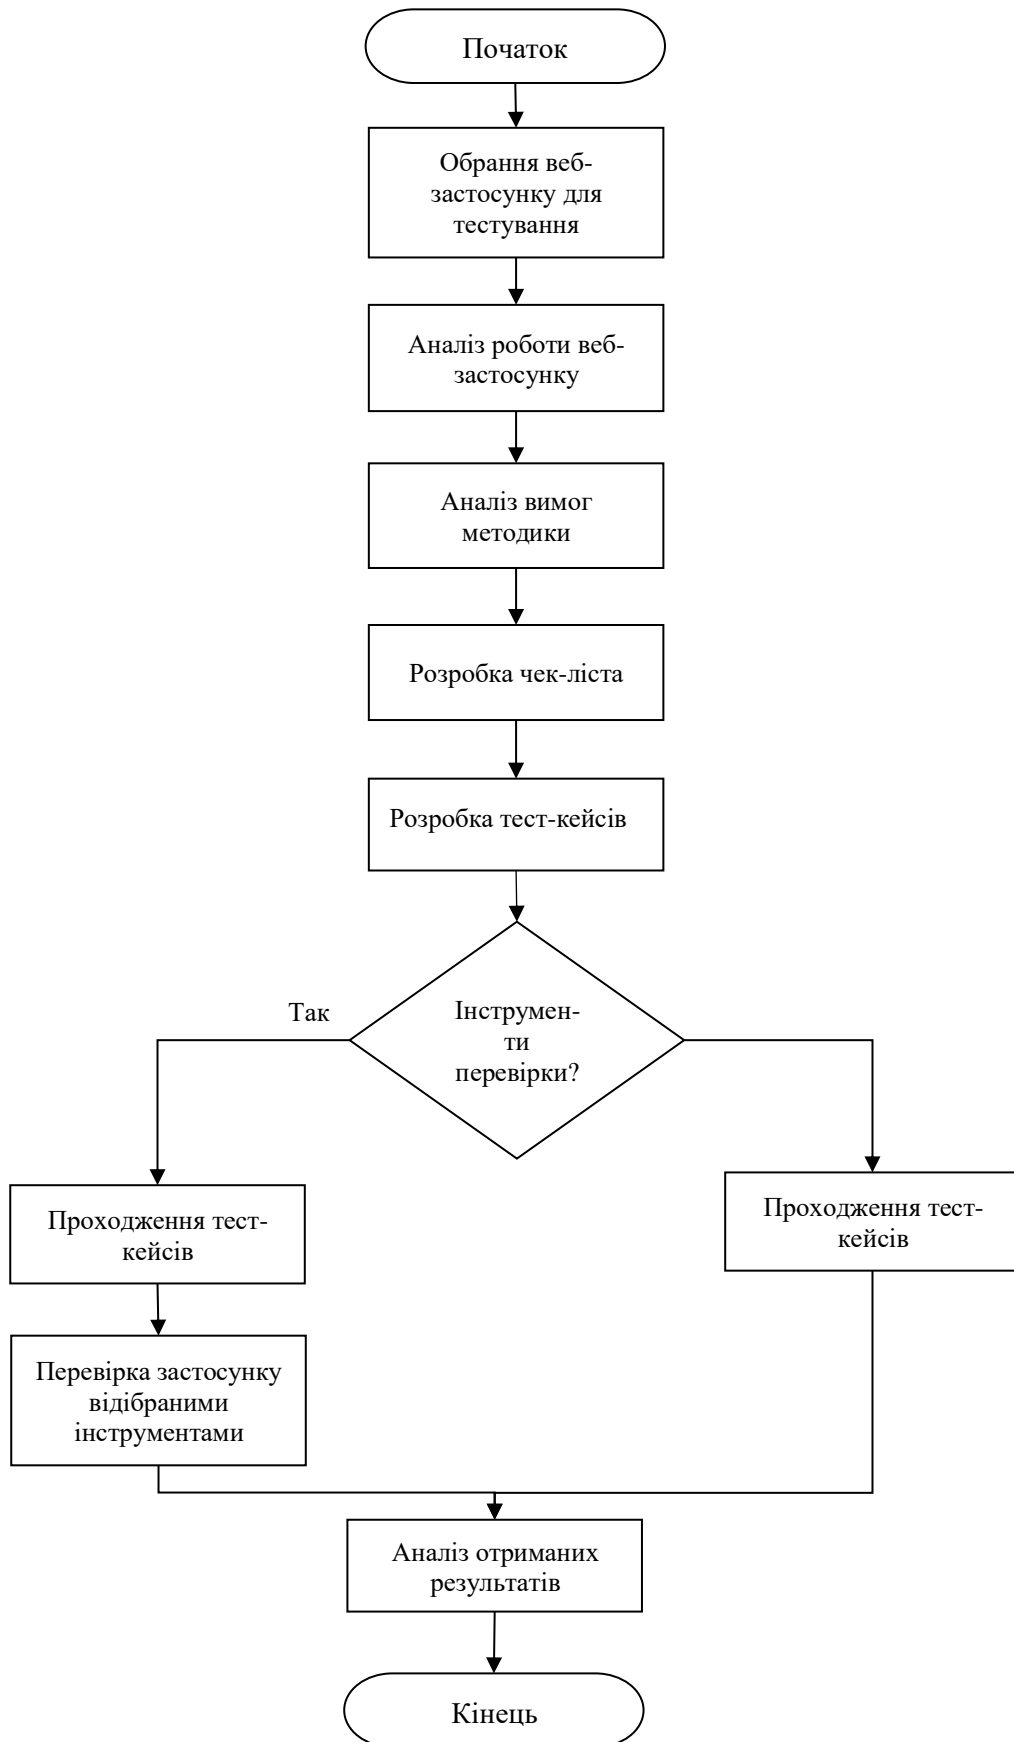 Початок
Обрання веб-
застосунку для
тестування
Аналіз роботи веб-
застосунку
Аналіз вимог
методики
Розробка чек-ліста
Розробка тест-кейсів
Так
Інструмен-
ти
перевірки?
Проходження тест-
кейсів
Проходження тест-
кейсів
Перевірка застосунку
відібраними
інструментами
Аналіз отриманих
результатів
Кінець